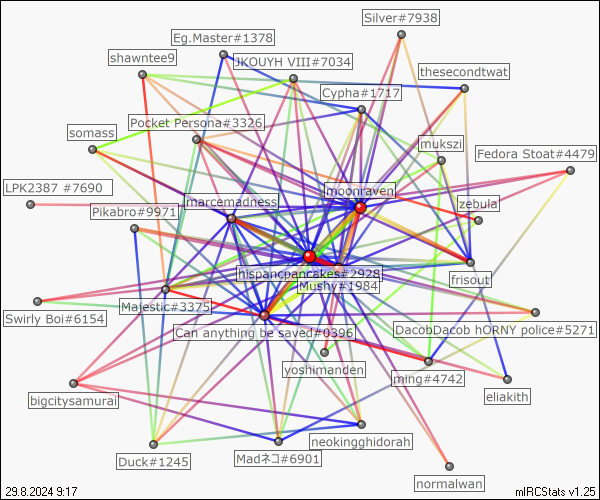 Silver#7938
Eg.Master#1378
shawntee9
JKOUYH VIII#7034
thesecondtwat
Cypha#1717
Pocket Persona#3326
somass
mukszi
Fedora Stoat#4479
LPK2387 #7690
moonraven
marcemadness
zebula
Pikabro#9971
hispancpancakes#2928
frisout
Mushy#1984
Majestic#3375
Swirly Boi#6154
Can anything be saved#0396
DacobDacob hORNY police#5271
yoshimanden
ming#4742
eliakith
bigcitysamurai
neokingghidorah
Duck#1245
Madネコ#6901
normalwan
29.8.2024 9:17
mIRCStats v1.25